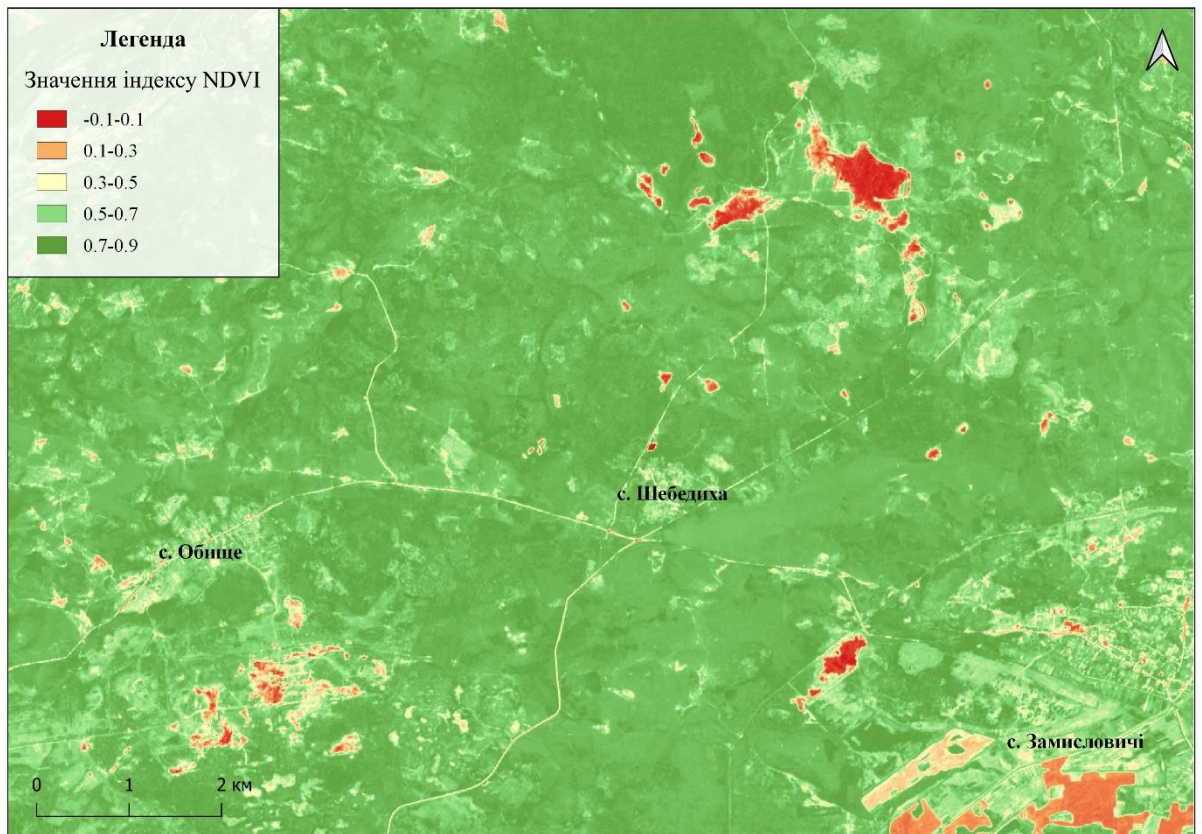 Легенда
Значення індексу NDVI
-0.1-0.1
0.1-0.3
0.3-0.5
0.5-0.7
0.7-0.9
с. Шебедиха
с. Обище
с. Замисловичі
0 1 2 км